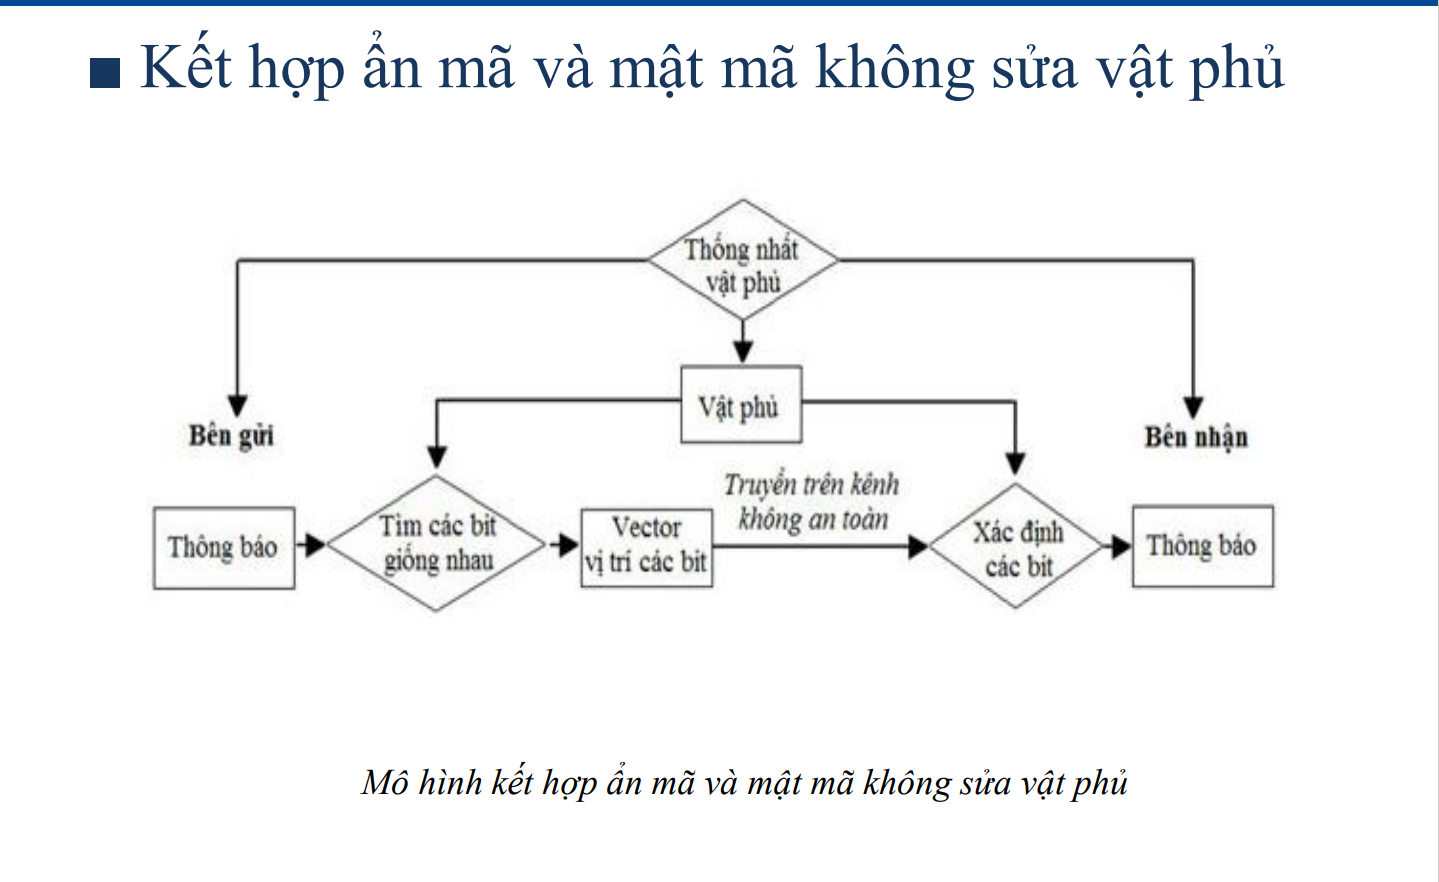 Kết hợp ẩn mã và mật mã không sửa vật phủ
Thống nhất
vật phủ
Vật phủ
Bên gửi
Bên nhận
Truyền trên kênh
không an toàn
Thông báo
Tìm các bit
giống nhau
Vector
vị trí các bit
Xác định
các bit
Thông báo
Mô hình kết hợp ẩn mã và mật mã không sửa vật phủ